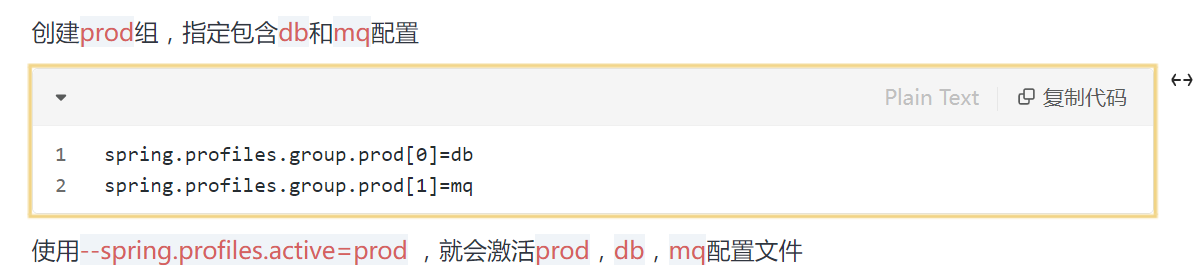 创建prod组，指定包含db和mq配置
Plain Text 复制代码
1 spring.profiles.group.prod[0]=db
2 spring.profiles.group.prod[1]=mq
使用--spring.profiles.active=prod ，就会激活prod，db，mq配置文件